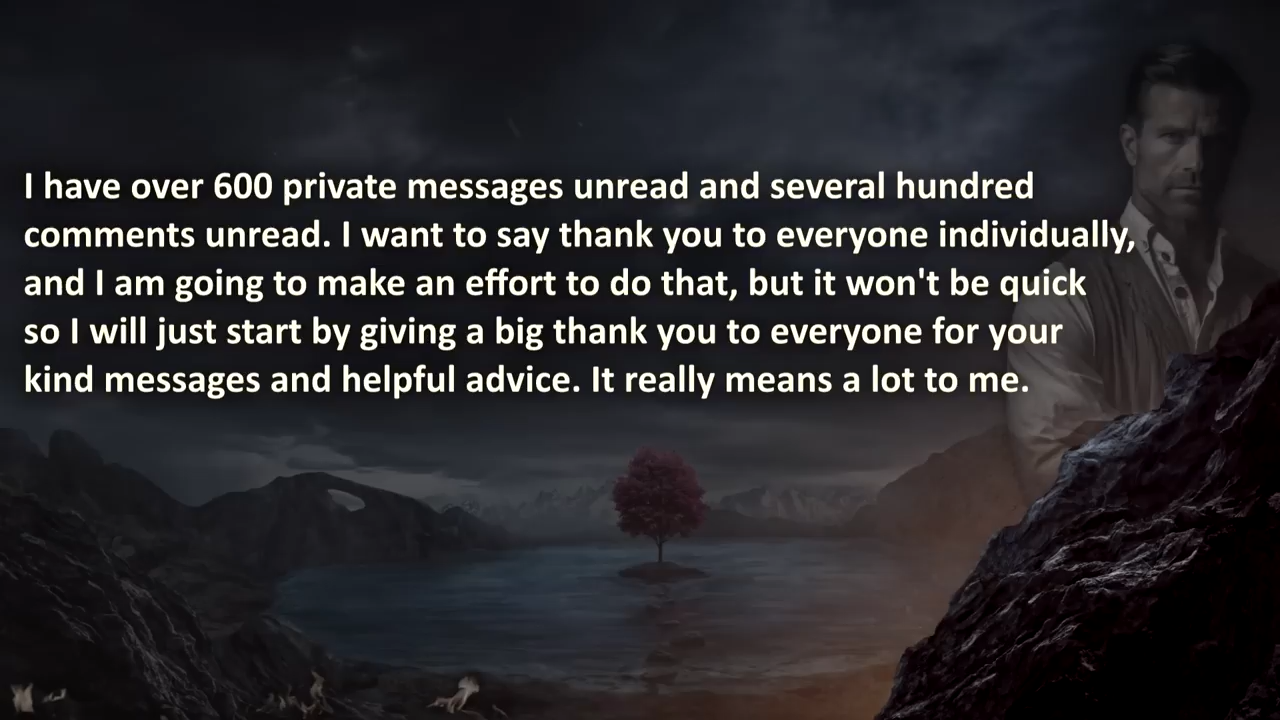 I have over 600 private messages unread and several hundred
comments unread. I want to say thank you to everyone individually,
and I am going to make an effort to do that, but it won't be quick
so I will just start by giving a big thank you to everyone for your
kind messages and helpful advice. It really means a lot to me.